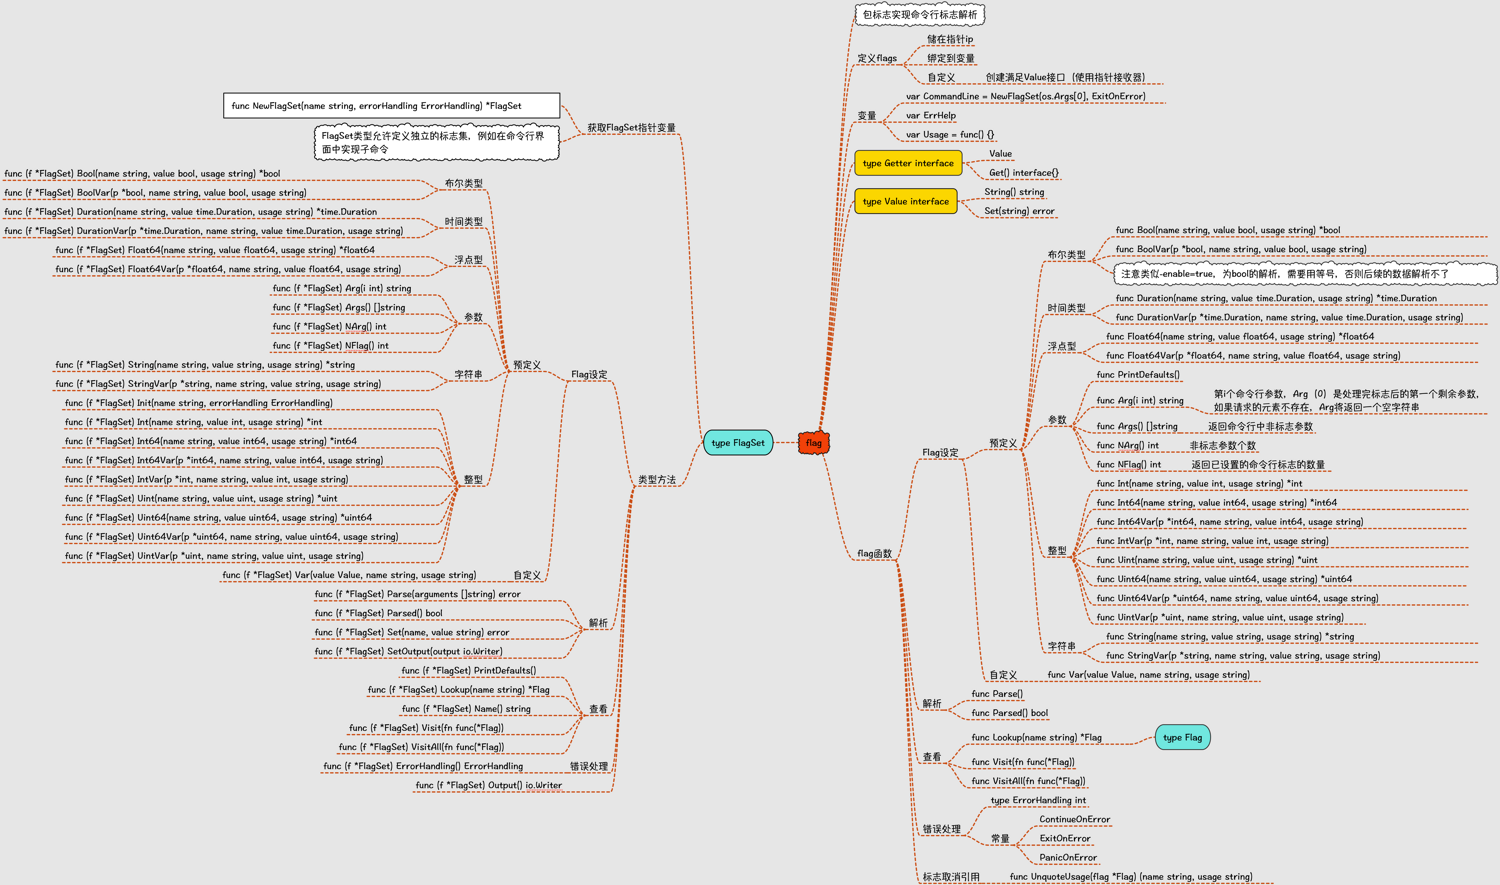 func NewFlagSet(name string, errorHandling ErrorHandling) *FlagSet
FlagSet类型允许定义独立的标志集，例如在命令行界
面中实现子命令
获取FlagSet指针变量
func (f *FlagSet) Bool(name string, value bool, usage string) *bool
func (f *FlagSet) BoolVar(p *bool, name string, value bool, usage string)
布尔类型
func (f *FlagSet) Duration(name string, value time.Duration, usage string) *time.Duration
func (f *FlagSet) DurationVar(p *time.Duration, name string, value time.Duration, usage string)
时间类型
func (f *FlagSet) Float64(name string, value float64, usage string) *float64
func (f *FlagSet) Float64Var(p *float64, name string, value float64, usage string)
浮点型
func (f *FlagSet) Arg(i int) string
func (f *FlagSet) Args() []string
func (f *FlagSet) NArg() int
func (f *FlagSet) NFlag() int
参数
func (f *FlagSet) String(name string, value string, usage string) *string
func (f *FlagSet) StringVar(p *string, name string, value string, usage string)
字符串
func (f *FlagSet) Init(name string, errorHandling ErrorHandling)
func (f *FlagSet) Int(name string, value int, usage string) *int
func (f *FlagSet) Int64(name string, value int64, usage string) *int64
func (f *FlagSet) Int64Var(p *int64, name string, value int64, usage string)
func (f *FlagSet) IntVar(p *int, name string, value int, usage string)
func (f *FlagSet) Uint(name string, value uint, usage string) *uint
func (f *FlagSet) Uint64(name string, value uint64, usage string) *uint64
func (f *FlagSet) Uint64Var(p *uint64, name string, value uint64, usage string)
func (f *FlagSet) UintVar(p *uint, name string, value uint, usage string)
整型
预定义
func (f *FlagSet) Var(value Value, name string, usage string)
自定义
Flag设定
func (f *FlagSet) Parse(arguments []string) error
func (f *FlagSet) Parsed() bool
func (f *FlagSet) Set(name, value string) error
func (f *FlagSet) SetOutput(output io.Writer)
解析
func (f *FlagSet) PrintDefaults()
func (f *FlagSet) Lookup(name string) *Flag
func (f *FlagSet) Name() string
func (f *FlagSet) Visit(fn func(*Flag))
func (f *FlagSet) VisitAll(fn func(*Flag))
查看
func (f *FlagSet) ErrorHandling() ErrorHandling
错误处理
func (f *FlagSet) Output() io.Writer
类型方法
type FlagSet
flag
包标志实现命令行标志解析
定义flags
储在指针ip
绑定到变量
自定义
创建满足Value接口（使用指针接收器）
变量
var CommandLine = NewFlagSet(os.Args[0], ExitOnError)
var ErrHelp
var Usage = func() {}
type Getter interface
Value
Get() interface{}
type Value interface
String() string
Set(string) error
flag函数
Flag设定
预定义
布尔类型
func Bool(name string, value bool, usage string) *bool
func BoolVar(p *bool, name string, value bool, usage string)
注意类似-enable=true，为bool的解析，需要用等号，否则后续的数据解析不了
时间类型
func Duration(name string, value time.Duration, usage string) *time.Duration
func DurationVar(p *time.Duration, name string, value time.Duration, usage string)
浮点型
func Float64(name string, value float64, usage string) *float64
func Float64Var(p *float64, name string, value float64, usage string)
参数
func PrintDefaults()
func Arg(i int) string
第i个命令行参数，Arg（0）是处理完标志后的第一个剩余参数，
如果请求的元素不存在，Arg将返回一个空字符串
func Args() []string
返回命令行中非标志参数
func NArg() int
非标志参数个数
func NFlag() int
返回已设置的命令行标志的数量
整型
func Int(name string, value int, usage string) *int
func Int64(name string, value int64, usage string) *int64
func Int64Var(p *int64, name string, value int64, usage string)
func IntVar(p *int, name string, value int, usage string)
func Uint(name string, value uint, usage string) *uint
func Uint64(name string, value uint64, usage string) *uint64
func Uint64Var(p *uint64, name string, value uint64, usage string)
func UintVar(p *uint, name string, value uint, usage string)
字符串
func String(name string, value string, usage string) *string
func StringVar(p *string, name string, value string, usage string)
自定义
func Var(value Value, name string, usage string)
解析
func Parse()
func Parsed() bool
查看
func Lookup(name string) *Flag
type Flag
func Visit(fn func(*Flag))
func VisitAll(fn func(*Flag))
错误处理
type ErrorHandling int
常量
ContinueOnError
ExitOnError
PanicOnError
标志取消引用
func UnquoteUsage(flag *Flag) (name string, usage string)